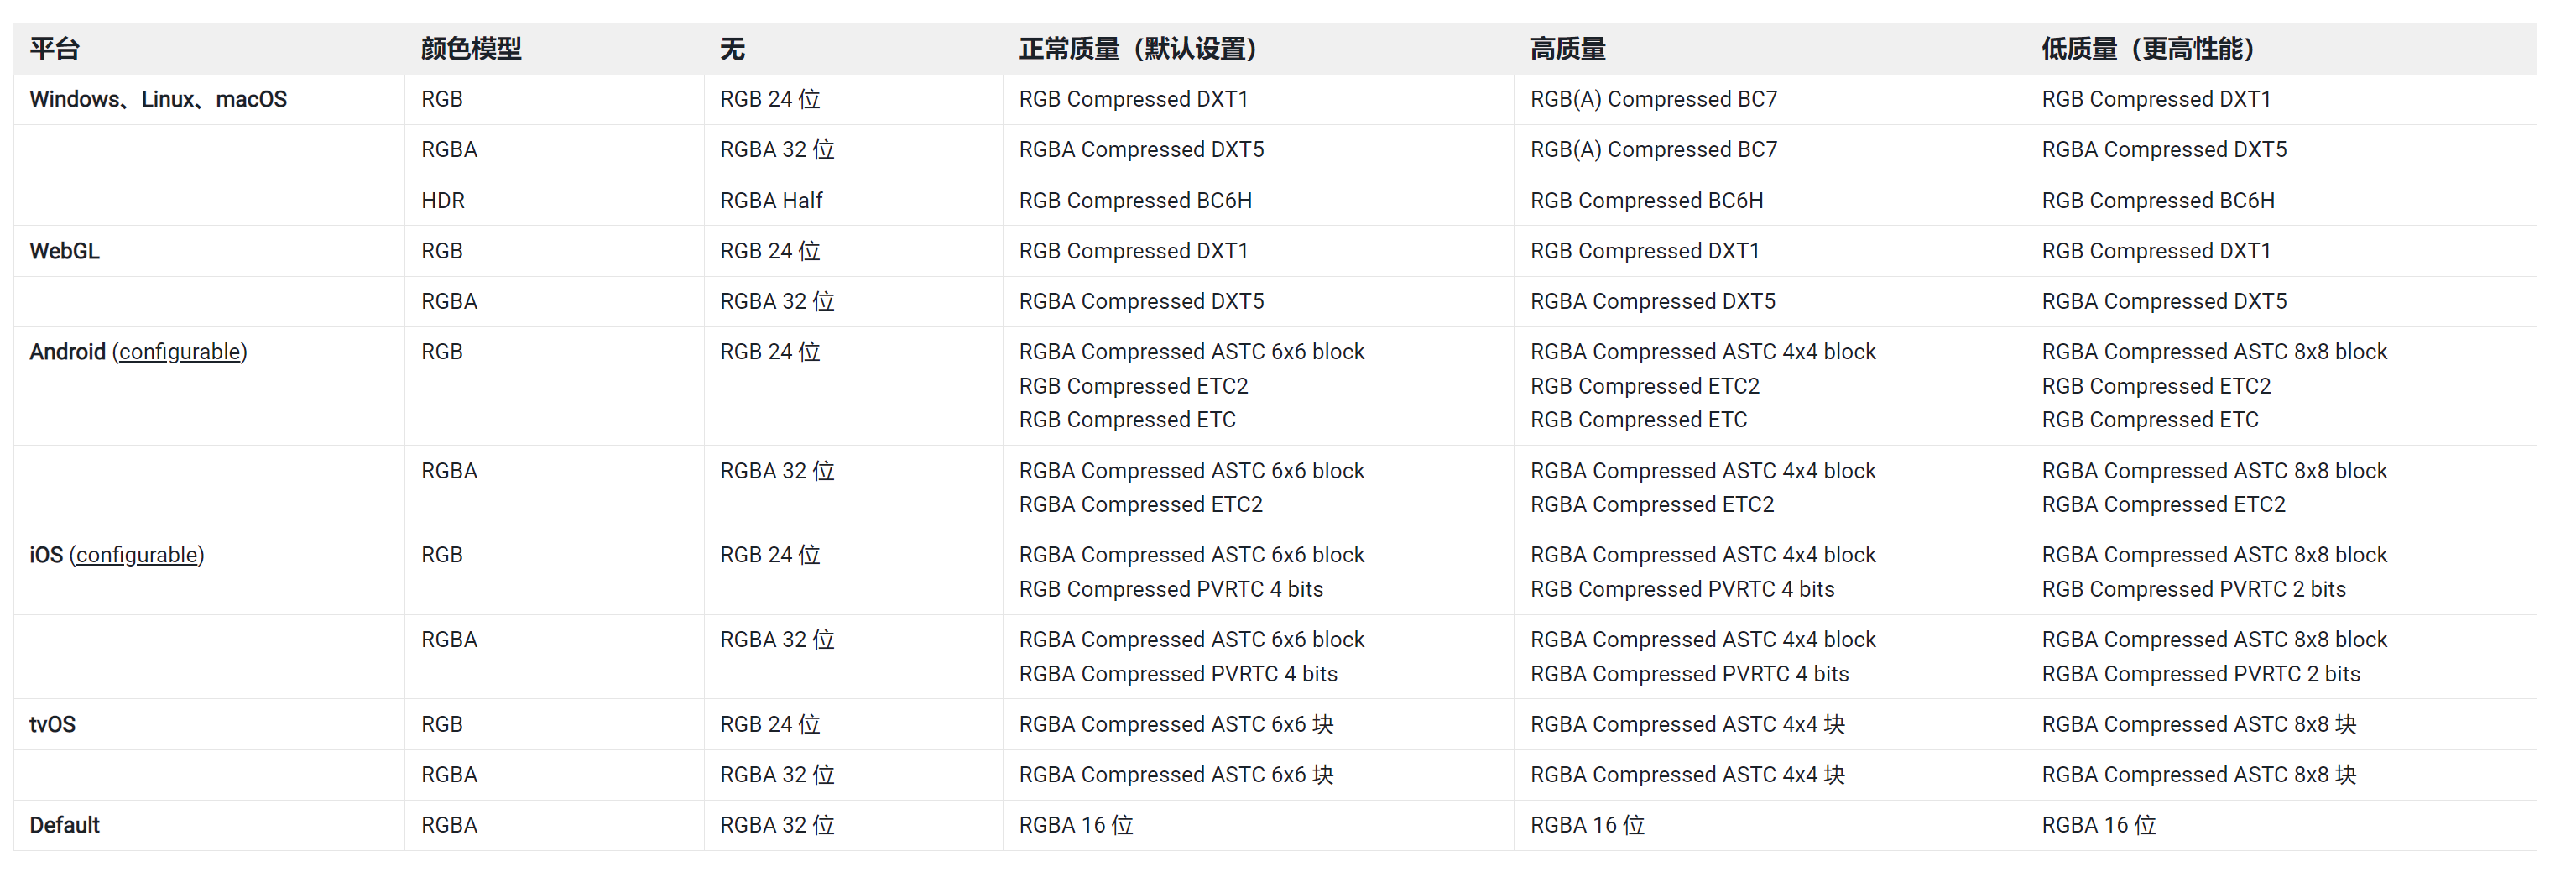 平台 颜色模型 无 正常质量（默认设置） 高质量 低质量（更高性能）
Windows、Linux、macOS RGB RGB 24 位 RGB Compressed DXT1 RGB(A) Compressed BC7 RGB Compressed DXT1
RGBA RGBA 32 位 RGBA Compressed DXT5 RGB(A) Compressed BC7 RGBA Compressed DXT5
HDR RGBA Half RGB Compressed BC6H RGB Compressed BC6H RGB Compressed BC6H
WebGL RGB RGB 24 位 RGB Compressed DXT1 RGB Compressed DXT1 RGB Compressed DXT1
RGBA RGBA 32 位 RGBA Compressed DXT5 RGBA Compressed DXT5 RGBA Compressed DXT5
Android (configurable) RGB RGB 24 位 RGBA Compressed ASTC 6x6 block RGBA Compressed ASTC 4x4 block RGBA Compressed ASTC 8x8 block
RGB Compressed ETC2 RGB Compressed ETC2 RGB Compressed ETC2
RGB Compressed ETC RGB Compressed ETC RGB Compressed ETC
RGBA RGBA 32 位 RGBA Compressed ASTC 6x6 block RGBA Compressed ASTC 4x4 block RGBA Compressed ASTC 8x8 block
RGBA Compressed ETC2 RGBA Compressed ETC2 RGBA Compressed ETC2
iOS (configurable) RGB RGB 24 位 RGBA Compressed ASTC 6x6 block RGBA Compressed ASTC 4x4 block RGBA Compressed ASTC 8x8 block
RGB Compressed PVRTC 4 bits RGB Compressed PVRTC 4 bits RGB Compressed PVRTC 2 bits
RGBA RGBA 32 位 RGBA Compressed ASTC 6x6 block RGBA Compressed ASTC 4x4 block RGBA Compressed ASTC 8x8 block
RGBA Compressed PVRTC 4 bits RGBA Compressed PVRTC 4 bits RGBA Compressed PVRTC 2 bits
tvOS RGB RGB 24 位 RGBA Compressed ASTC 6x6 块 RGBA Compressed ASTC 4x4 块 RGBA Compressed ASTC 8x8 块
RGBA RGBA 32 位 RGBA Compressed ASTC 6x6 块 RGBA Compressed ASTC 4x4 块 RGBA Compressed ASTC 8x8 块
Default RGBA RGBA 32 位 RGBA 16 位 RGBA 16 位 RGBA 16 位